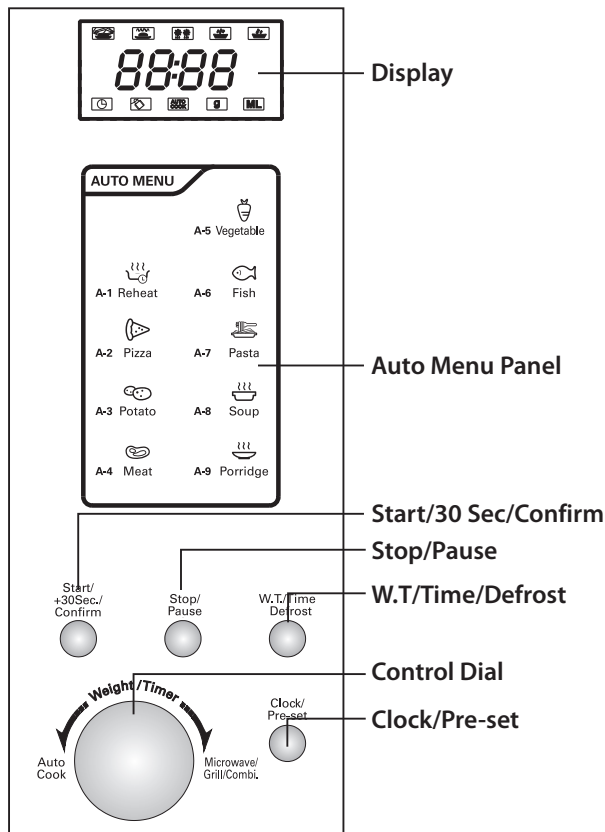 88:88
AUTO COOK
g
ML
Display
AUTO MENU
A-5 Vegetable
A-1 Reheat
A-6 Fish
A-2 Pizza
A-7 Pasta
Auto Menu Panel
A-3 Potato
A-8 Soup
A-4 Meat
A-9 Porridge
Start/30 Sec/Confirm
Stop/Pause
W.T/Time/Defrost
Start/
+30Sec./
Confirm
Stop/
Pause
W.T./Time
Defrost
Control Dial
Weight/Timer
Clock/
Pre-set
Clock/Pre-set
Auto
Cook
Microwave/
Grill/Combi.